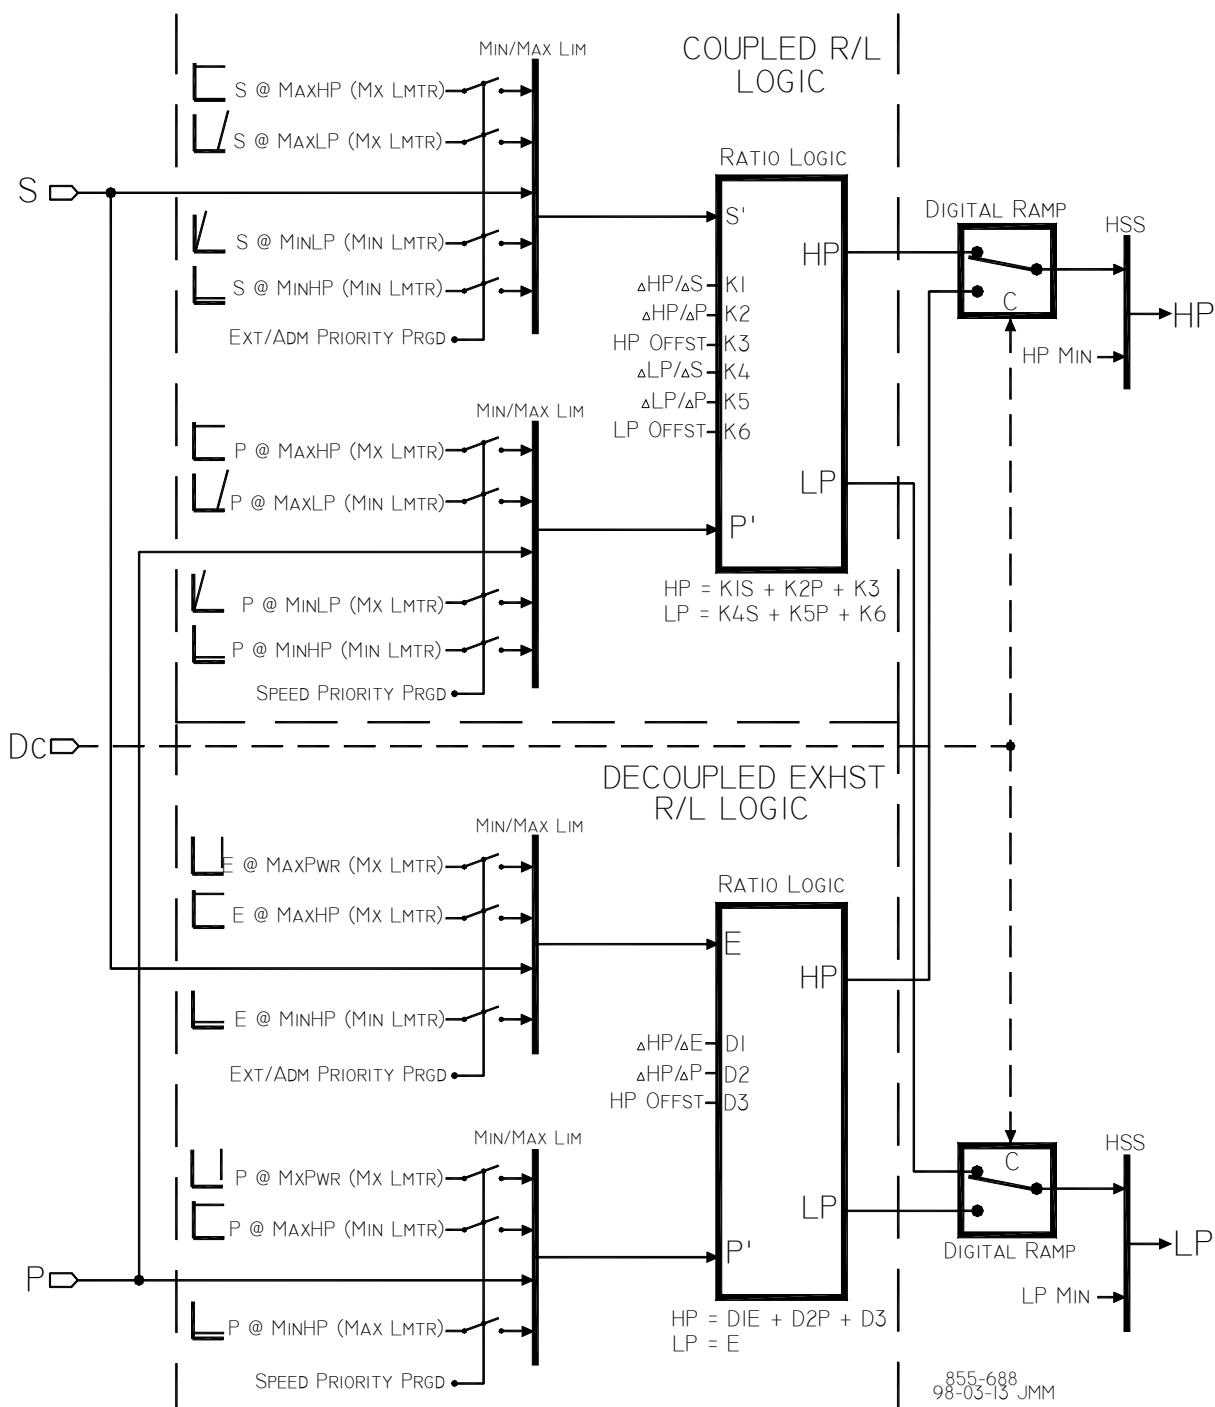 COUPLED R/L
LOGIC
MIN/MAX LIM
S @ MAXHP (MX LMTR)
S @ MAXLP (MX LMTR)
S
S @ MINLP (MIN LMTR)
S @ MINHP (MIN LMTR)
EXT/ADM PRIORITY PRGD
RATIO LOGIC
S'
HP
ΔHP/ΔS K1
ΔHP/ΔP K2
HP OFFST K3
ΔLP/ΔS K4
ΔLP/ΔP K5
LP OFFST K6
LP
P'
HP = K1S + K2P + K3
LP = K4S + K5P + K6
DIGITAL RAMP
C
HSS
HP
HP MIN
MIN/MAX LIM
P @ MAXHP (MX LMTR)
P @ MAXLP (MIN LMTR)
P @ MINLP (MX LMTR)
P @ MINHP (MIN LMTR)
SPEED PRIORITY PRGD
DC
DECOUPLED EXHST
R/L LOGIC
MIN/MAX LIM
E @ MAXPWR (MX LMTR)
E @ MAXHP (MX LMTR)
E @ MINHP (MIN LMTR)
EXT/ADM PRIORITY PRGD
RATIO LOGIC
E
HP
ΔHP/ΔE D1
ΔHP/ΔP D2
HP OFFST D3
LP
P'
HP = D1E + D2P + D3
LP = E
MIN/MAX LIM
P @ MXPWR (MX LMTR)
P @ MAXHP (MIN LMTR)
P
P @ MINHP (MAX LMTR)
SPEED PRIORITY PRGD
C
DIGITAL RAMP
HSS
LP
LP MIN
855-688
98-03-13 JMM